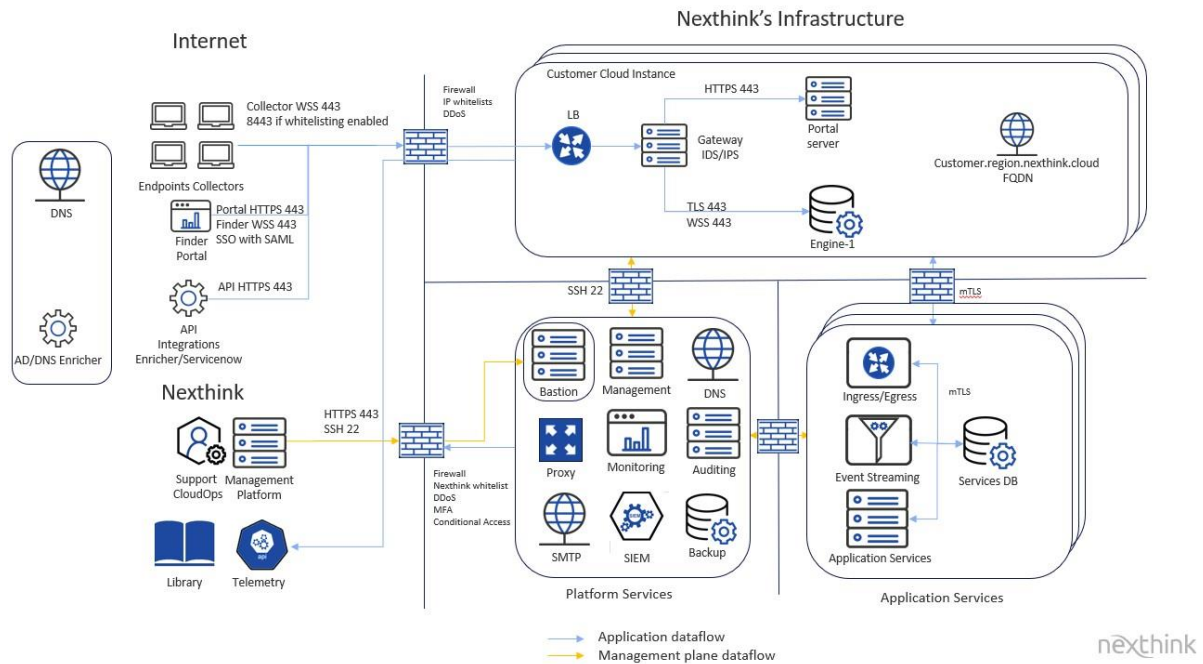 Nexthink's Infrastructure
Internet
Customer Cloud Instance
Firewall
IP whitelists
DDoS
Collector WSS 443
8443 if whitelisting enabled
HTTPS 443
LB
Portal
server
Gateway
IDS/IPS
Customer.region.nexthink.cloud
FQDN
Endpoints Collectors
DNS
Portal HTTPS 443
Finder WSS 443
SSO with SAML
Finder
Portal
TLS 443
WSS 443
Engine-1
API HTTPS 443
SSH 22
mTLS
API
Integrations
Enricher/Servicenow
AD/DNS Enricher
Nexthink
Bastion
Management
DNS
Ingress/Egress
mTLS
HTTPS 443
SSH 22
Support
CloudOps
Management
Platform
Proxy
Monitoring
Auditing
Event Streaming
Services DB
Firewall
Nexthink whitelist
DDoS
MFA
Conditional Access
SIEM
api
SMTP
SIEM
Backup
Application Services
Library
Telemetry
Platform Services
Application Services
Application dataflow
Management plane dataflow
nexthink